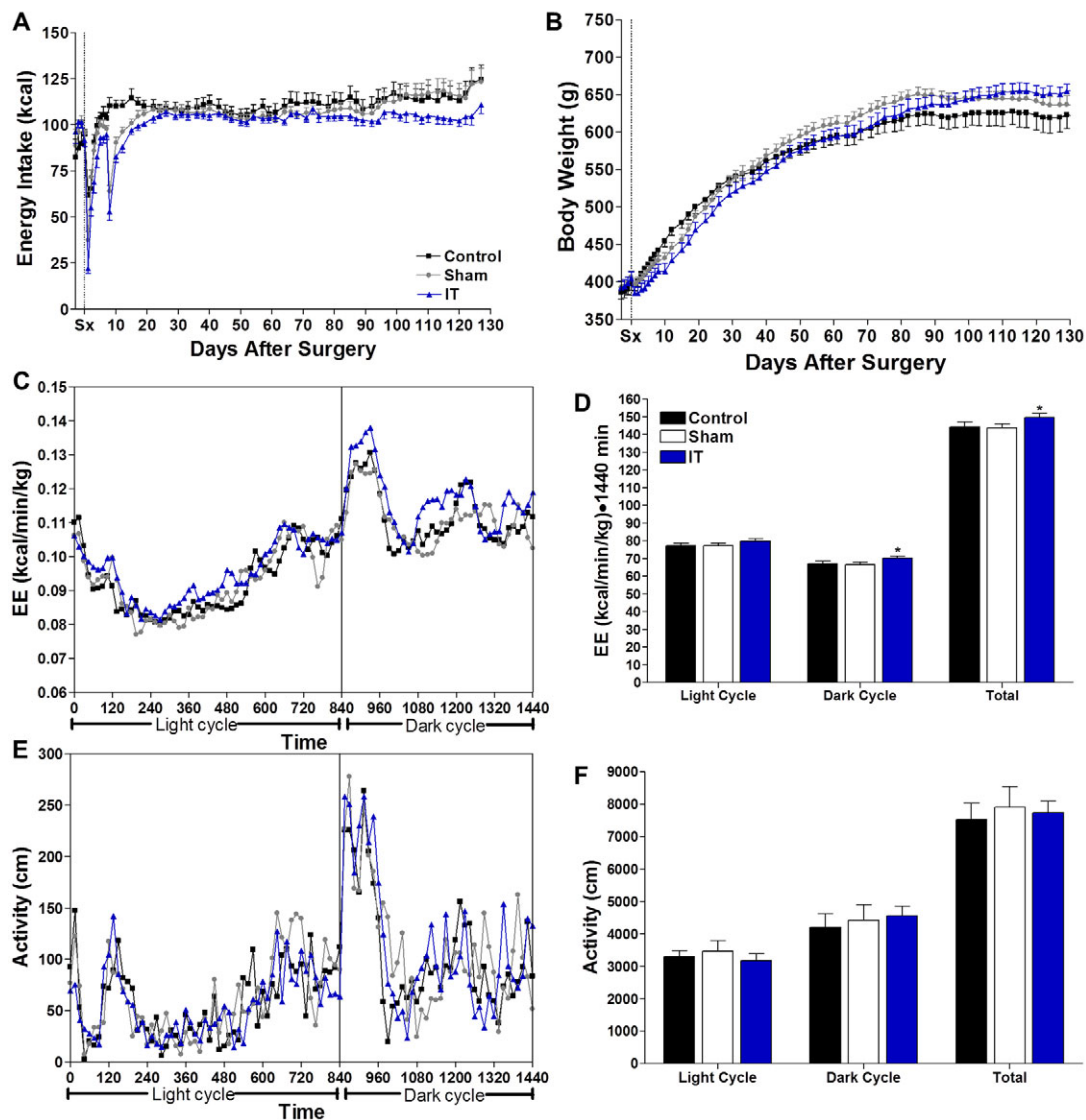 A
Energy Intake (kcal)
150
125
100
75
50
25
0
Control
Sham
IT
Sx 10 20 30 40 50 60 70 80 90 100 110 120 130
Days After Surgery
B
Body Weight (g)
750
700
650
600
550
500
450
400
350
Sx 10 20 30 40 50 60 70 80 90 100 110 120 130
Days After Surgery
C
EE (kcal/min/kg)
0.15
0.14
0.13
0.12
0.11
0.10
0.09
0.08
0.07
0.06
0 120 240 360 480 600 720 840 960 1080 1200 1320 1440
Light cycle Dark cycle
Time
D
EE (kcal/min/kg)•1440 min
160
150
140
130
120
110
100
90
80
70
60
50
40
30
20
10
0
Control
Sham
IT
*
*
Light Cycle Dark Cycle Total
E
Activity (cm)
300
250
200
150
100
50
0
0 120 240 360 480 600 720 840 960 1080 1200 1320 1440
Light cycle Dark cycle
Time
F
Activity (cm)
9000
8000
7000
6000
5000
4000
3000
2000
1000
0
Light Cycle Dark Cycle Total